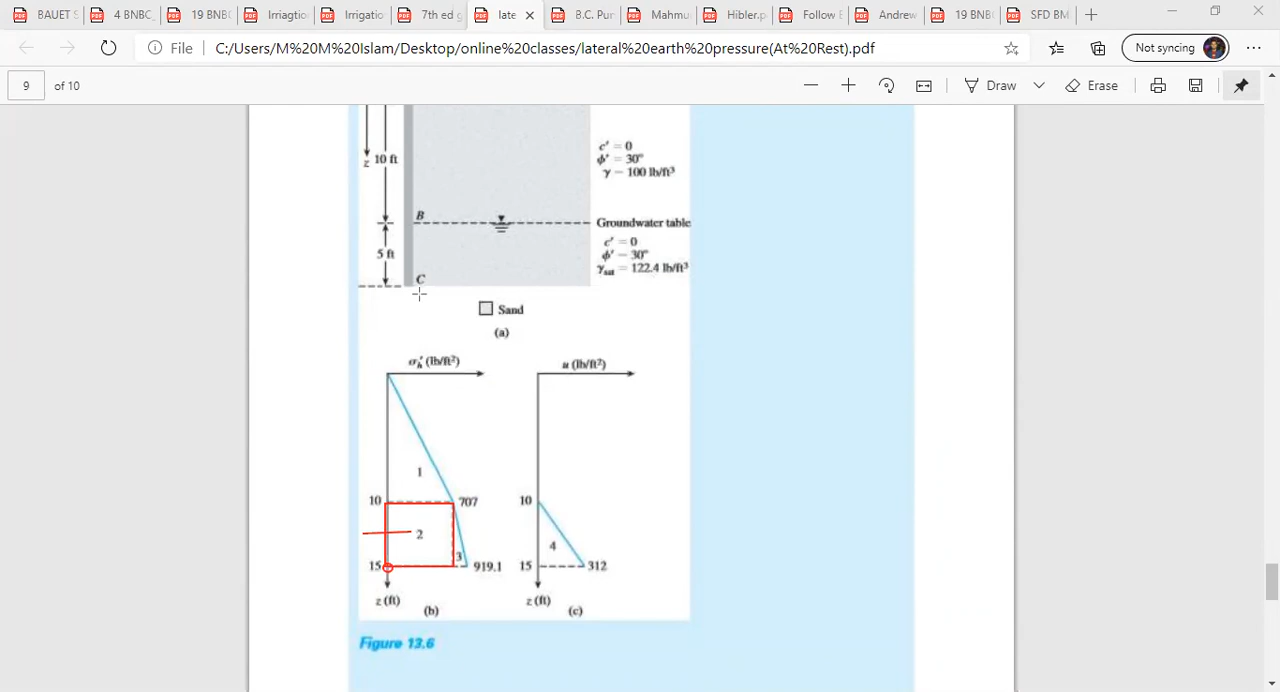 BAUET S
4 BNBC_
19 BNBC
Irriagtio
Irrigatio
7th ed g
late
B.C. Pur
Mahmu
Hibler.p
Follow E
Andrew
19 BNBC
SFD BM
File C:/Users/M%20M%20Islam/Desktop/online%20classes/lateral%20earth%20pressure(At%20Rest).pdf
Not syncing
9 of 10
Draw
Erase
z 10 ft
c′ = 0
ϕ′ = 30°
γ = 100 lb/ft³
B
Groundwater table
5 ft
c′ = 0
ϕ′ = 30°
γsat = 122.4 lb/ft³
C
Sand
(a)
σ′h (lb/ft²)
u (lb/ft²)
1
10 707
10
2
4
3
15 919.1
15 312
z (ft)
z (ft)
(b)
(c)
Figure 13.6